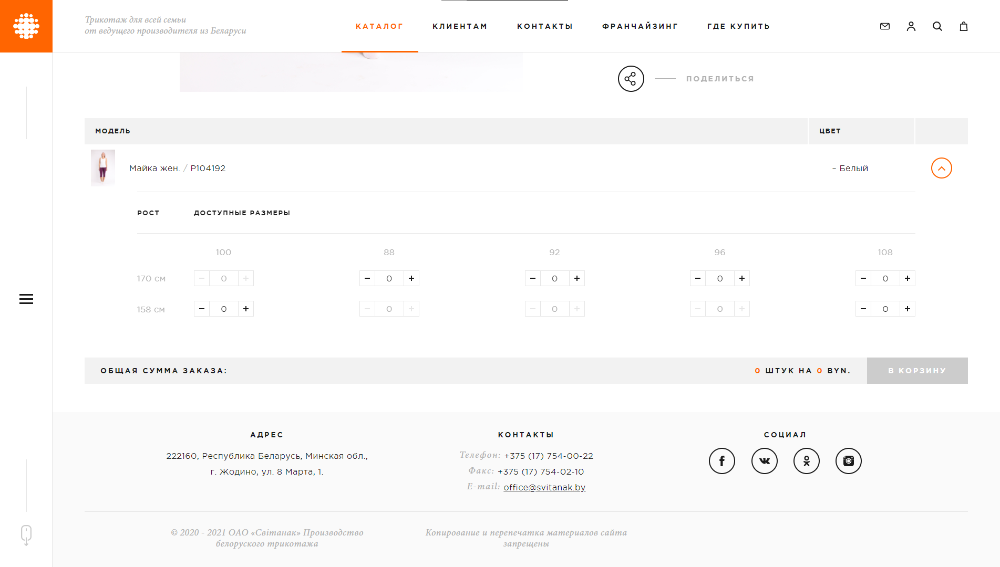 Трикотаж для всей семьи
от ведущего производителя из Беларуси
КАТАЛОГ
КЛИЕНТАМ
КОНТАКТЫ
ФРАНЧАЙЗИНГ
ГДЕ КУПИТЬ
ПОДЕЛИТЬСЯ
МОДЕЛЬ
ЦВЕТ
Майка жен. / Р104192
– Белый
РОСТ
ДОСТУПНЫЕ РАЗМЕРЫ
100 88 92 96 108
170 см − 0 + − 0 + − 0 + − 0 + − 0 +
158 см − 0 + − 0 + − 0 + − 0 + − 0 +
ОБЩАЯ СУММА ЗАКАЗА:
0 ШТУК НА 0 BYN.
В КОРЗИНУ
АДРЕС
222160, Республика Беларусь, Минская обл.,
г. Жодино, ул. 8 Марта, 1.
КОНТАКТЫ
Телефон: +375 (17) 754-00-22
Факс: +375 (17) 754-02-10
E-mail: office@svitanak.by
СОЦИАЛ
© 2020 - 2021 ОАО «Світанак» Производство
белоруского трикотажа
Копирование и перепечатка материалов сайта
запрещены